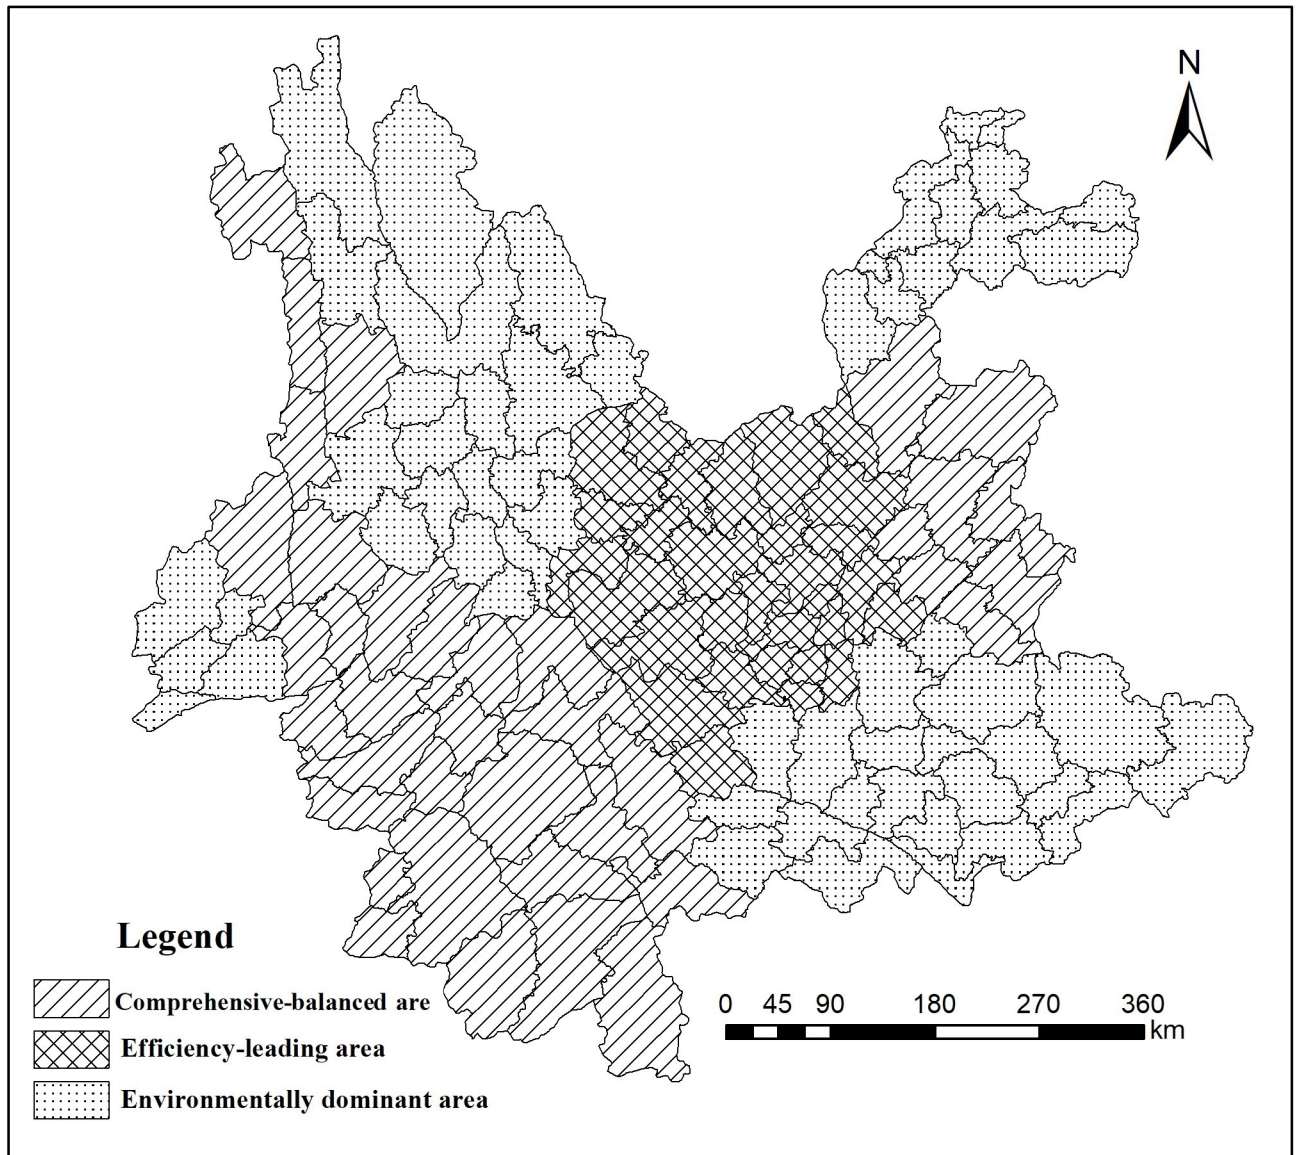 N
Legend
Comprehensive-balanced are
Efficiency-leading area
Environmentally dominant area
0 45 90 180 270 360
km